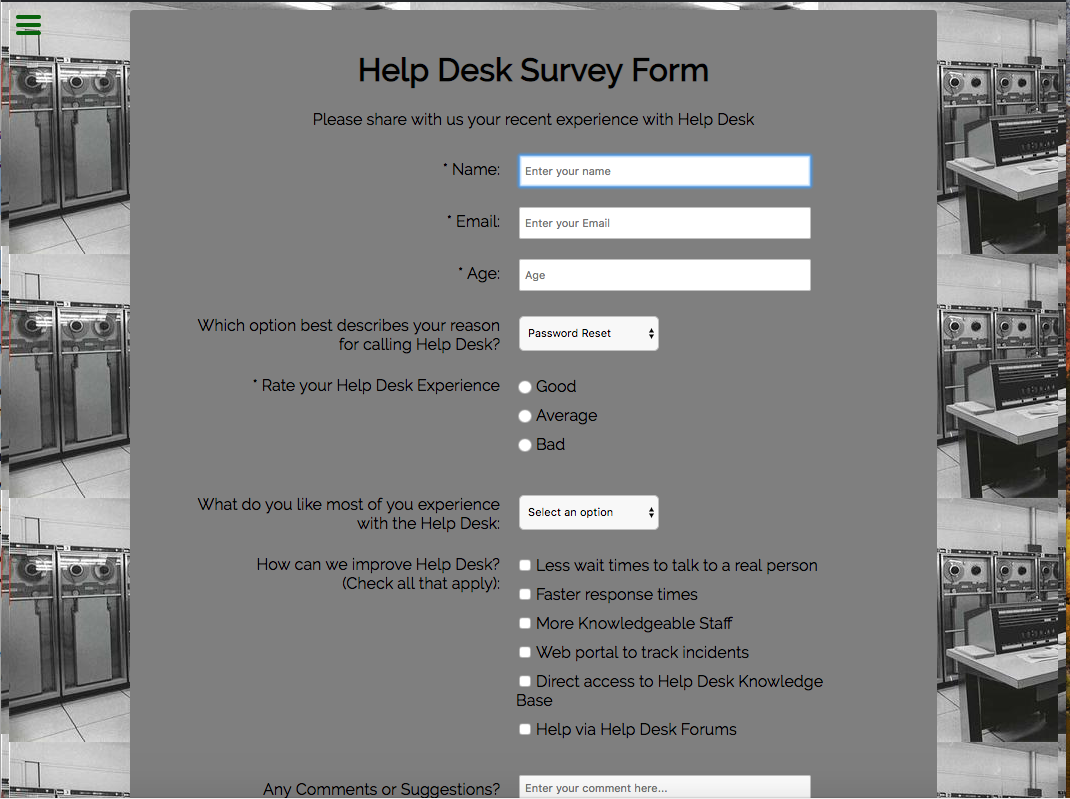 Help Desk Survey Form
Please share with us your recent experience with Help Desk
* Name:
Enter your name
* Email:
Enter your Email
* Age:
Age
Which option best describes your reason
for calling Help Desk?
Password Reset
* Rate your Help Desk Experience
Good
Average
Bad
What do you like most of you experience
with the Help Desk:
Select an option
How can we improve Help Desk?
(Check all that apply):
Less wait times to talk to a real person
Faster response times
More Knowledgeable Staff
Web portal to track incidents
Direct access to Help Desk Knowledge
Base
Help via Help Desk Forums
Any Comments or Suggestions?
Enter your comment here...